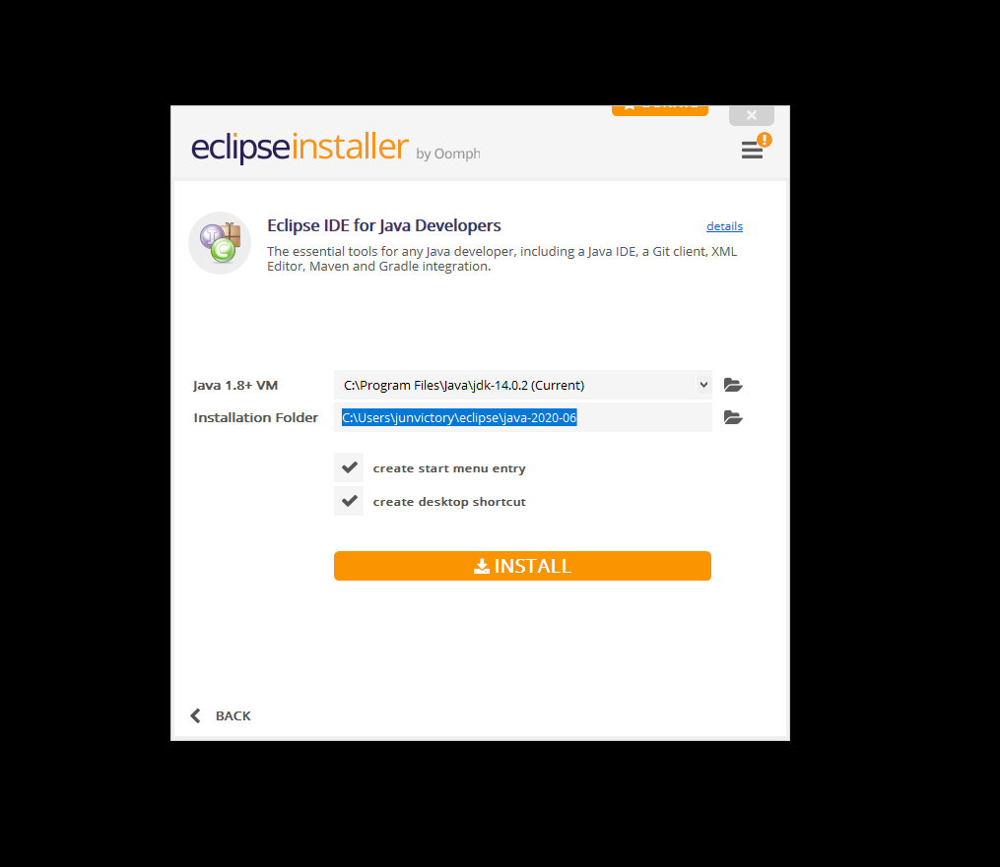 eclipseinstaller by Oomph
Eclipse IDE for Java Developers
details
The essential tools for any Java developer, including a Java IDE, a Git client, XML
Editor, Maven and Gradle integration.
Java 1.8+ VM
C:\Program Files\Java\jdk-14.0.2 (Current)
Installation Folder
C:\Users\junvictory\eclipse\java-2020-06
create start menu entry
create desktop shortcut
INSTALL
BACK